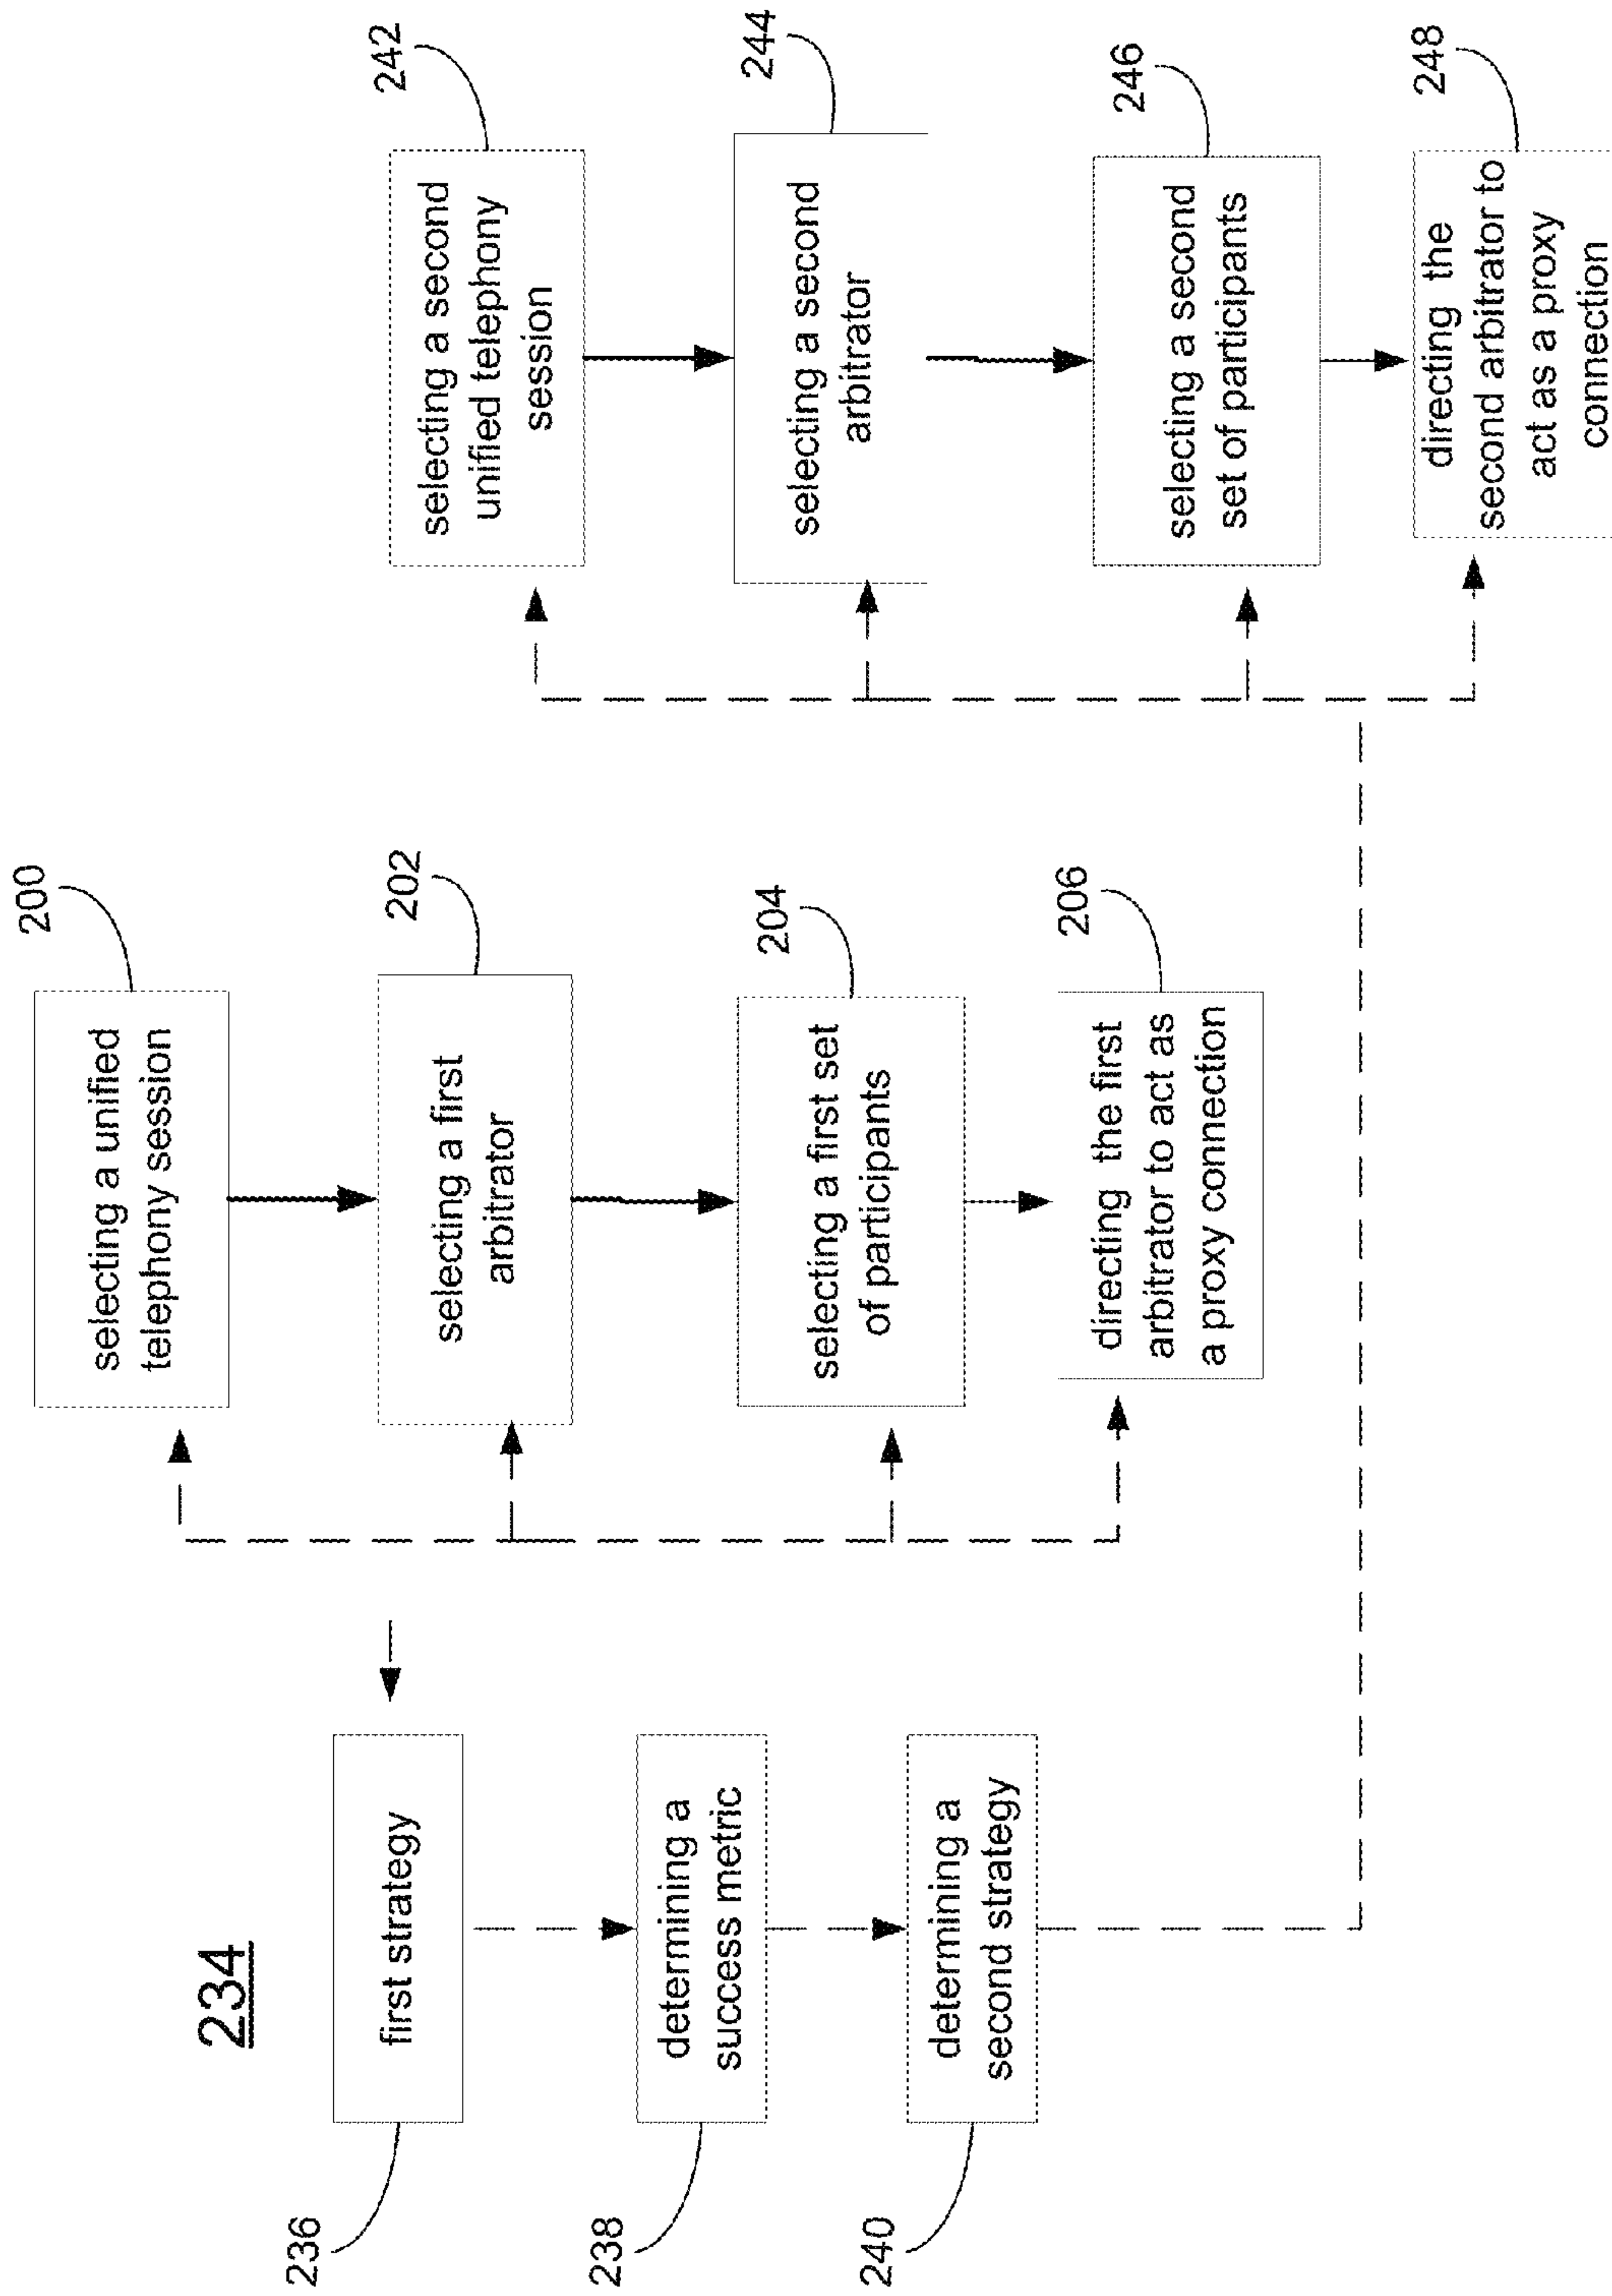 234
236
first strategy
238
determining a
success metric
240
determining a
second strategy
200
selecting a unified
telephony session
202
selecting a first
arbitrator
204
selecting a first set
of participants
206
directing the first
arbitrator to act as
a proxy connection
242
selecting a second
unified telephony
session
244
selecting a second
arbitrator
246
selecting a second
set of participants
248
directing the
second arbitrator to
act as a proxy
connection